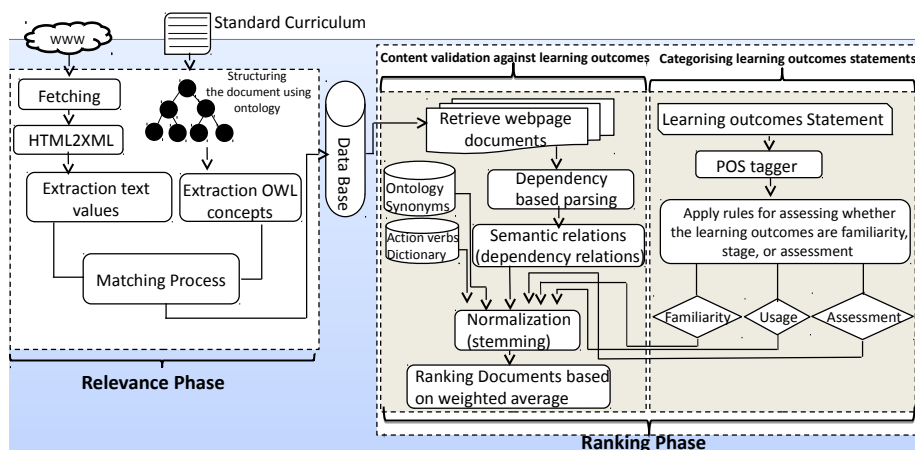 www
Standard Curriculum
Fetching
HTML2XML
Extraction text
values
Structuring
the document using
ontology
Extraction OWL
concepts
Matching Process
Relevance Phase
Data Base
Content validation against learning outcomes
Retrieve webpage
documents
Ontology
Synonyms
Action verbs
Dictionary
Dependency
based parsing
Semantic relations
(dependency relations)
Normalization
(stemming)
Ranking Documents based
on weighted average
Categorising learning outcomes statements
Learning outcomes Statement
POS tagger
Apply rules for assessing whether
the learning outcomes are familiarity,
stage, or assessment
Familiarity
Usage
Assessment
Ranking Phase